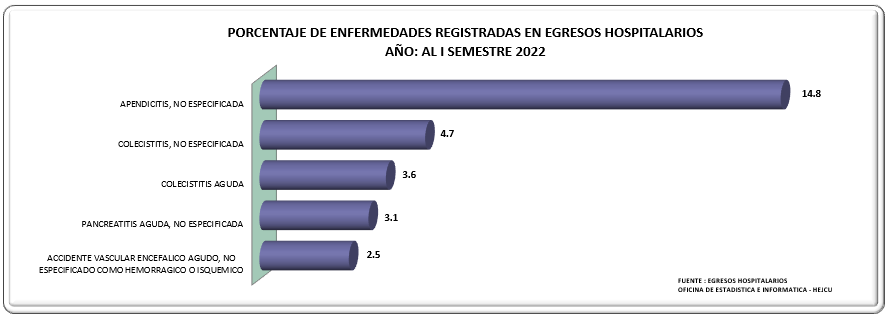 PORCENTAJE DE ENFERMEDADES REGISTRADAS EN EGRESOS HOSPITALARIOS
AÑO: AL I SEMESTRE 2022
APENDICITIS, NO ESPECIFICADA
14.8
COLECISTITIS, NO ESPECIFICADA
4.7
COLECISTITIS AGUDA
3.6
PANCREATITIS AGUDA, NO ESPECIFICADA
3.1
ACCIDENTE VASCULAR ENCEFALICO AGUDO, NO
ESPECIFICADO COMO HEMORRAGICO O ISQUEMICO
2.5
FUENTE : EGRESOS HOSPITALARIOS
OFICINA DE ESTADISTICA E INFORMATICA - HEJCU